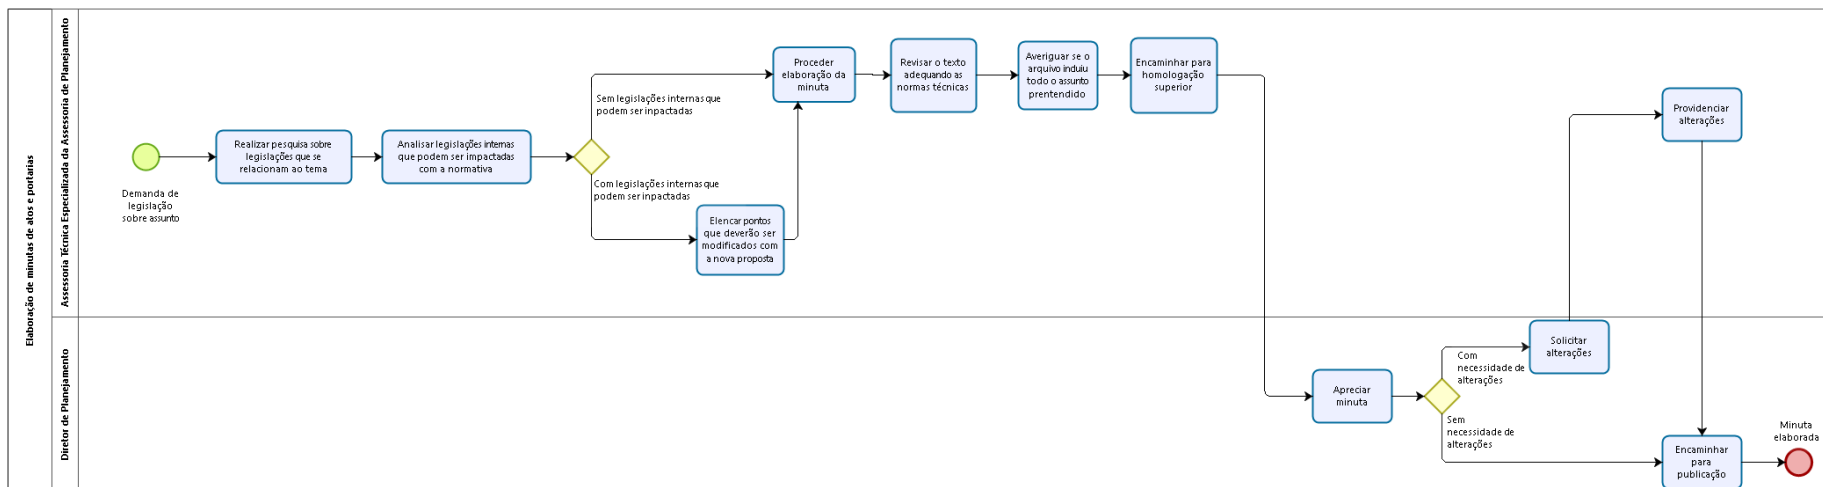 Elaboração de minutas de atos e portarias
Assessoria Técnica Especializada da Assessoria de Planejamento
Demanda de
legislação
sobre assunto
Realizar pesquisa sobre
legislações que se
relacionam ao tema
Analisar legislações internas
que podem ser impactadas
com a normativa
Sem legislações internas que
podem ser inpactadas
Com legislações internas que
podem ser inpactadas
Elencar pontos
que deverão ser
modificados com
a nova proposta
Proceder
elaboração da
minuta
Revisar o texto
adequando as
normas técnicas
Averiguar se o
arquivo induiu
todo o assunto
prentendido
Encaminhar para
homologação
superior
Providenciar
alterações
Diretor de Planejamento
Apreciar
minuta
Com
necessidade de
alterações
Sem
necessidade de
alterações
Solicitar
alterações
Encaminhar
para
publicação
Minuta
elaborada